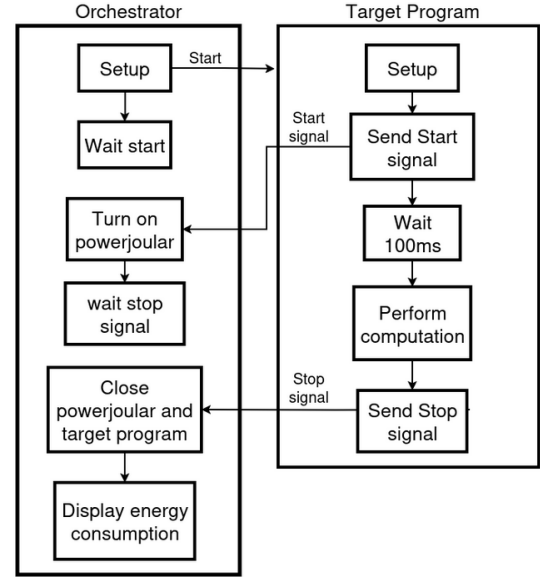 Orchestrator
Target Program
Setup
Start
Setup
Wait start
Start
signal
Send Start
signal
Turn on
powerjoular
Wait
100ms
wait stop
signal
Perform
computation
Close
powerjoular and
target program
Stop
signal
Send Stop
signal
Display energy
consumption